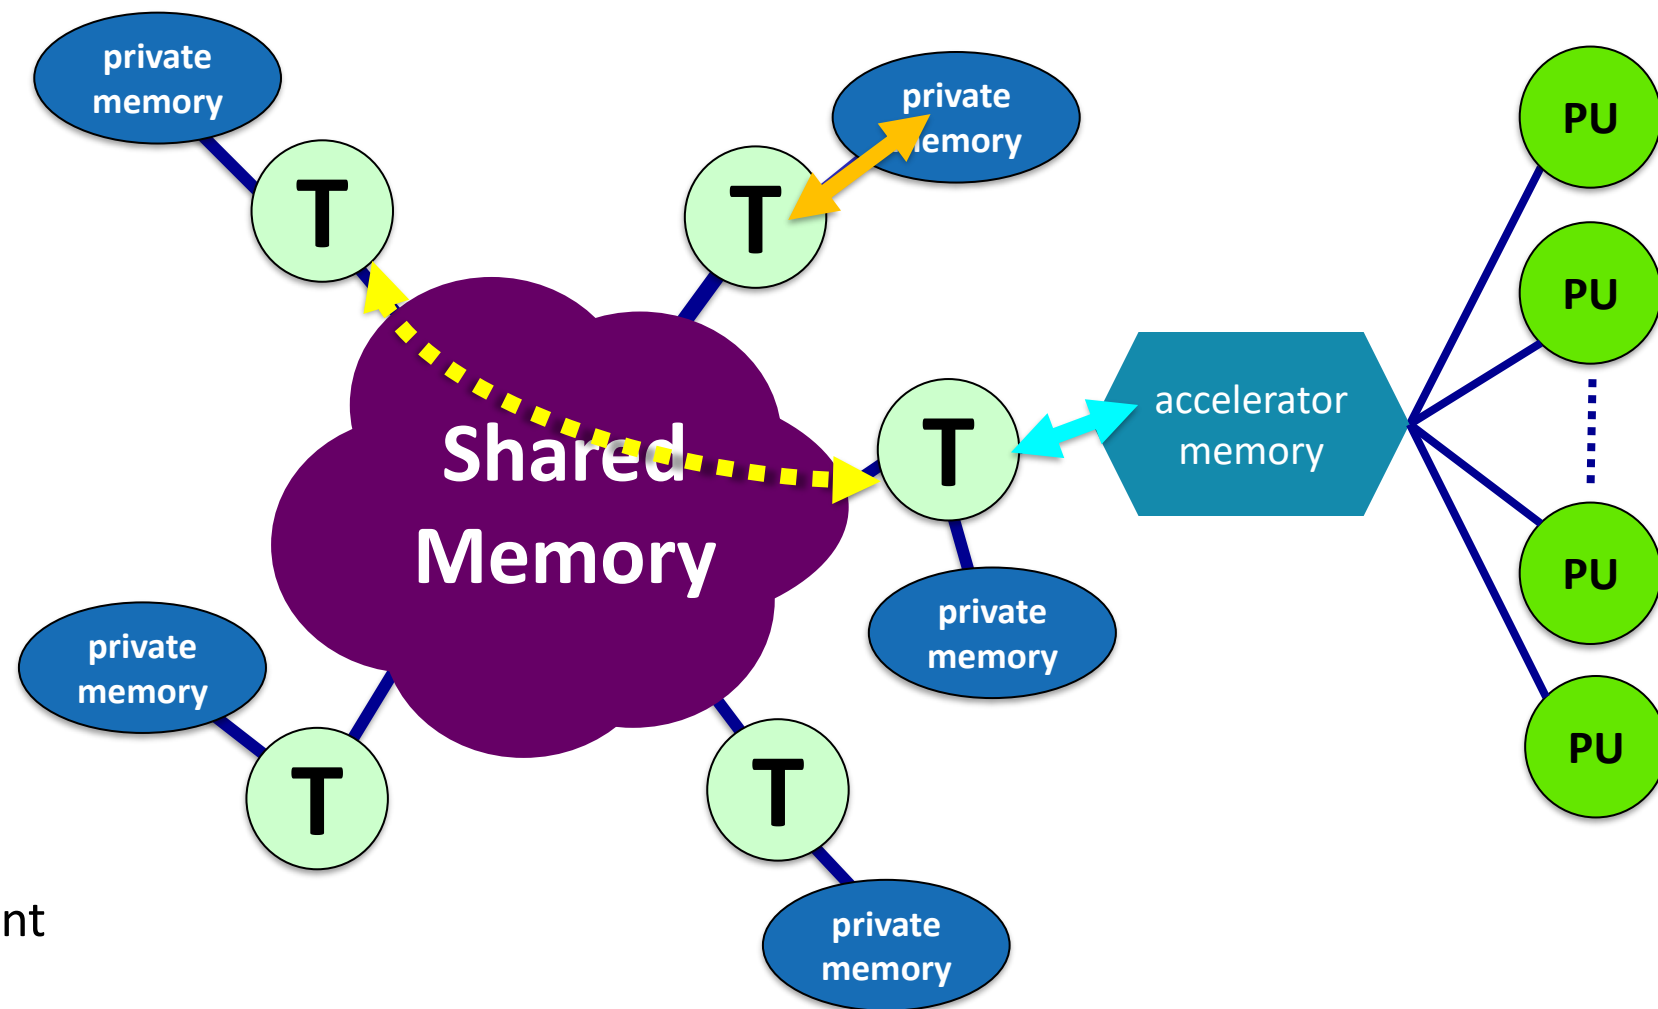 private
memory
private
memory
PU
T
T
PU
accelerator
memory
T
Shared
Memory
PU
private
memory
private
memory
PU
T
T
nt
private
memory